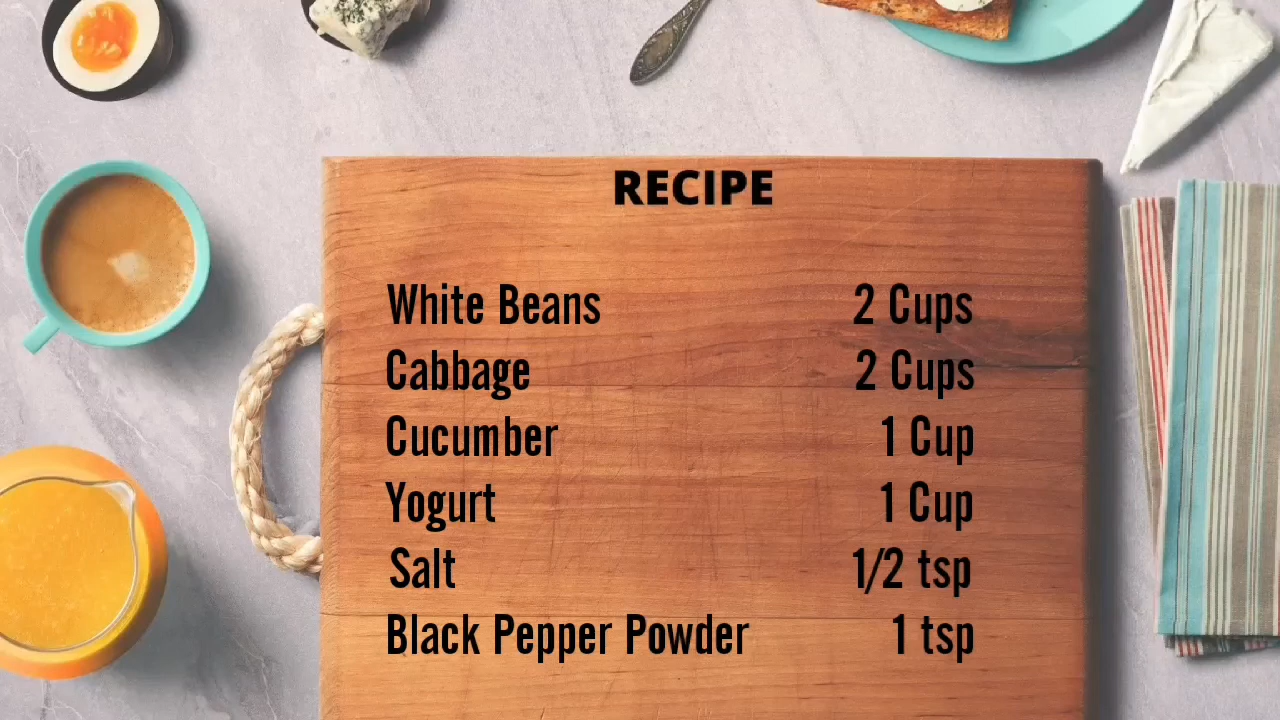 RECIPE
White Beans 2 Cups
Cabbage 2 Cups
Cucumber 1 Cup
Yogurt 1 Cup
Salt 1/2 tsp
Black Pepper Powder 1 tsp